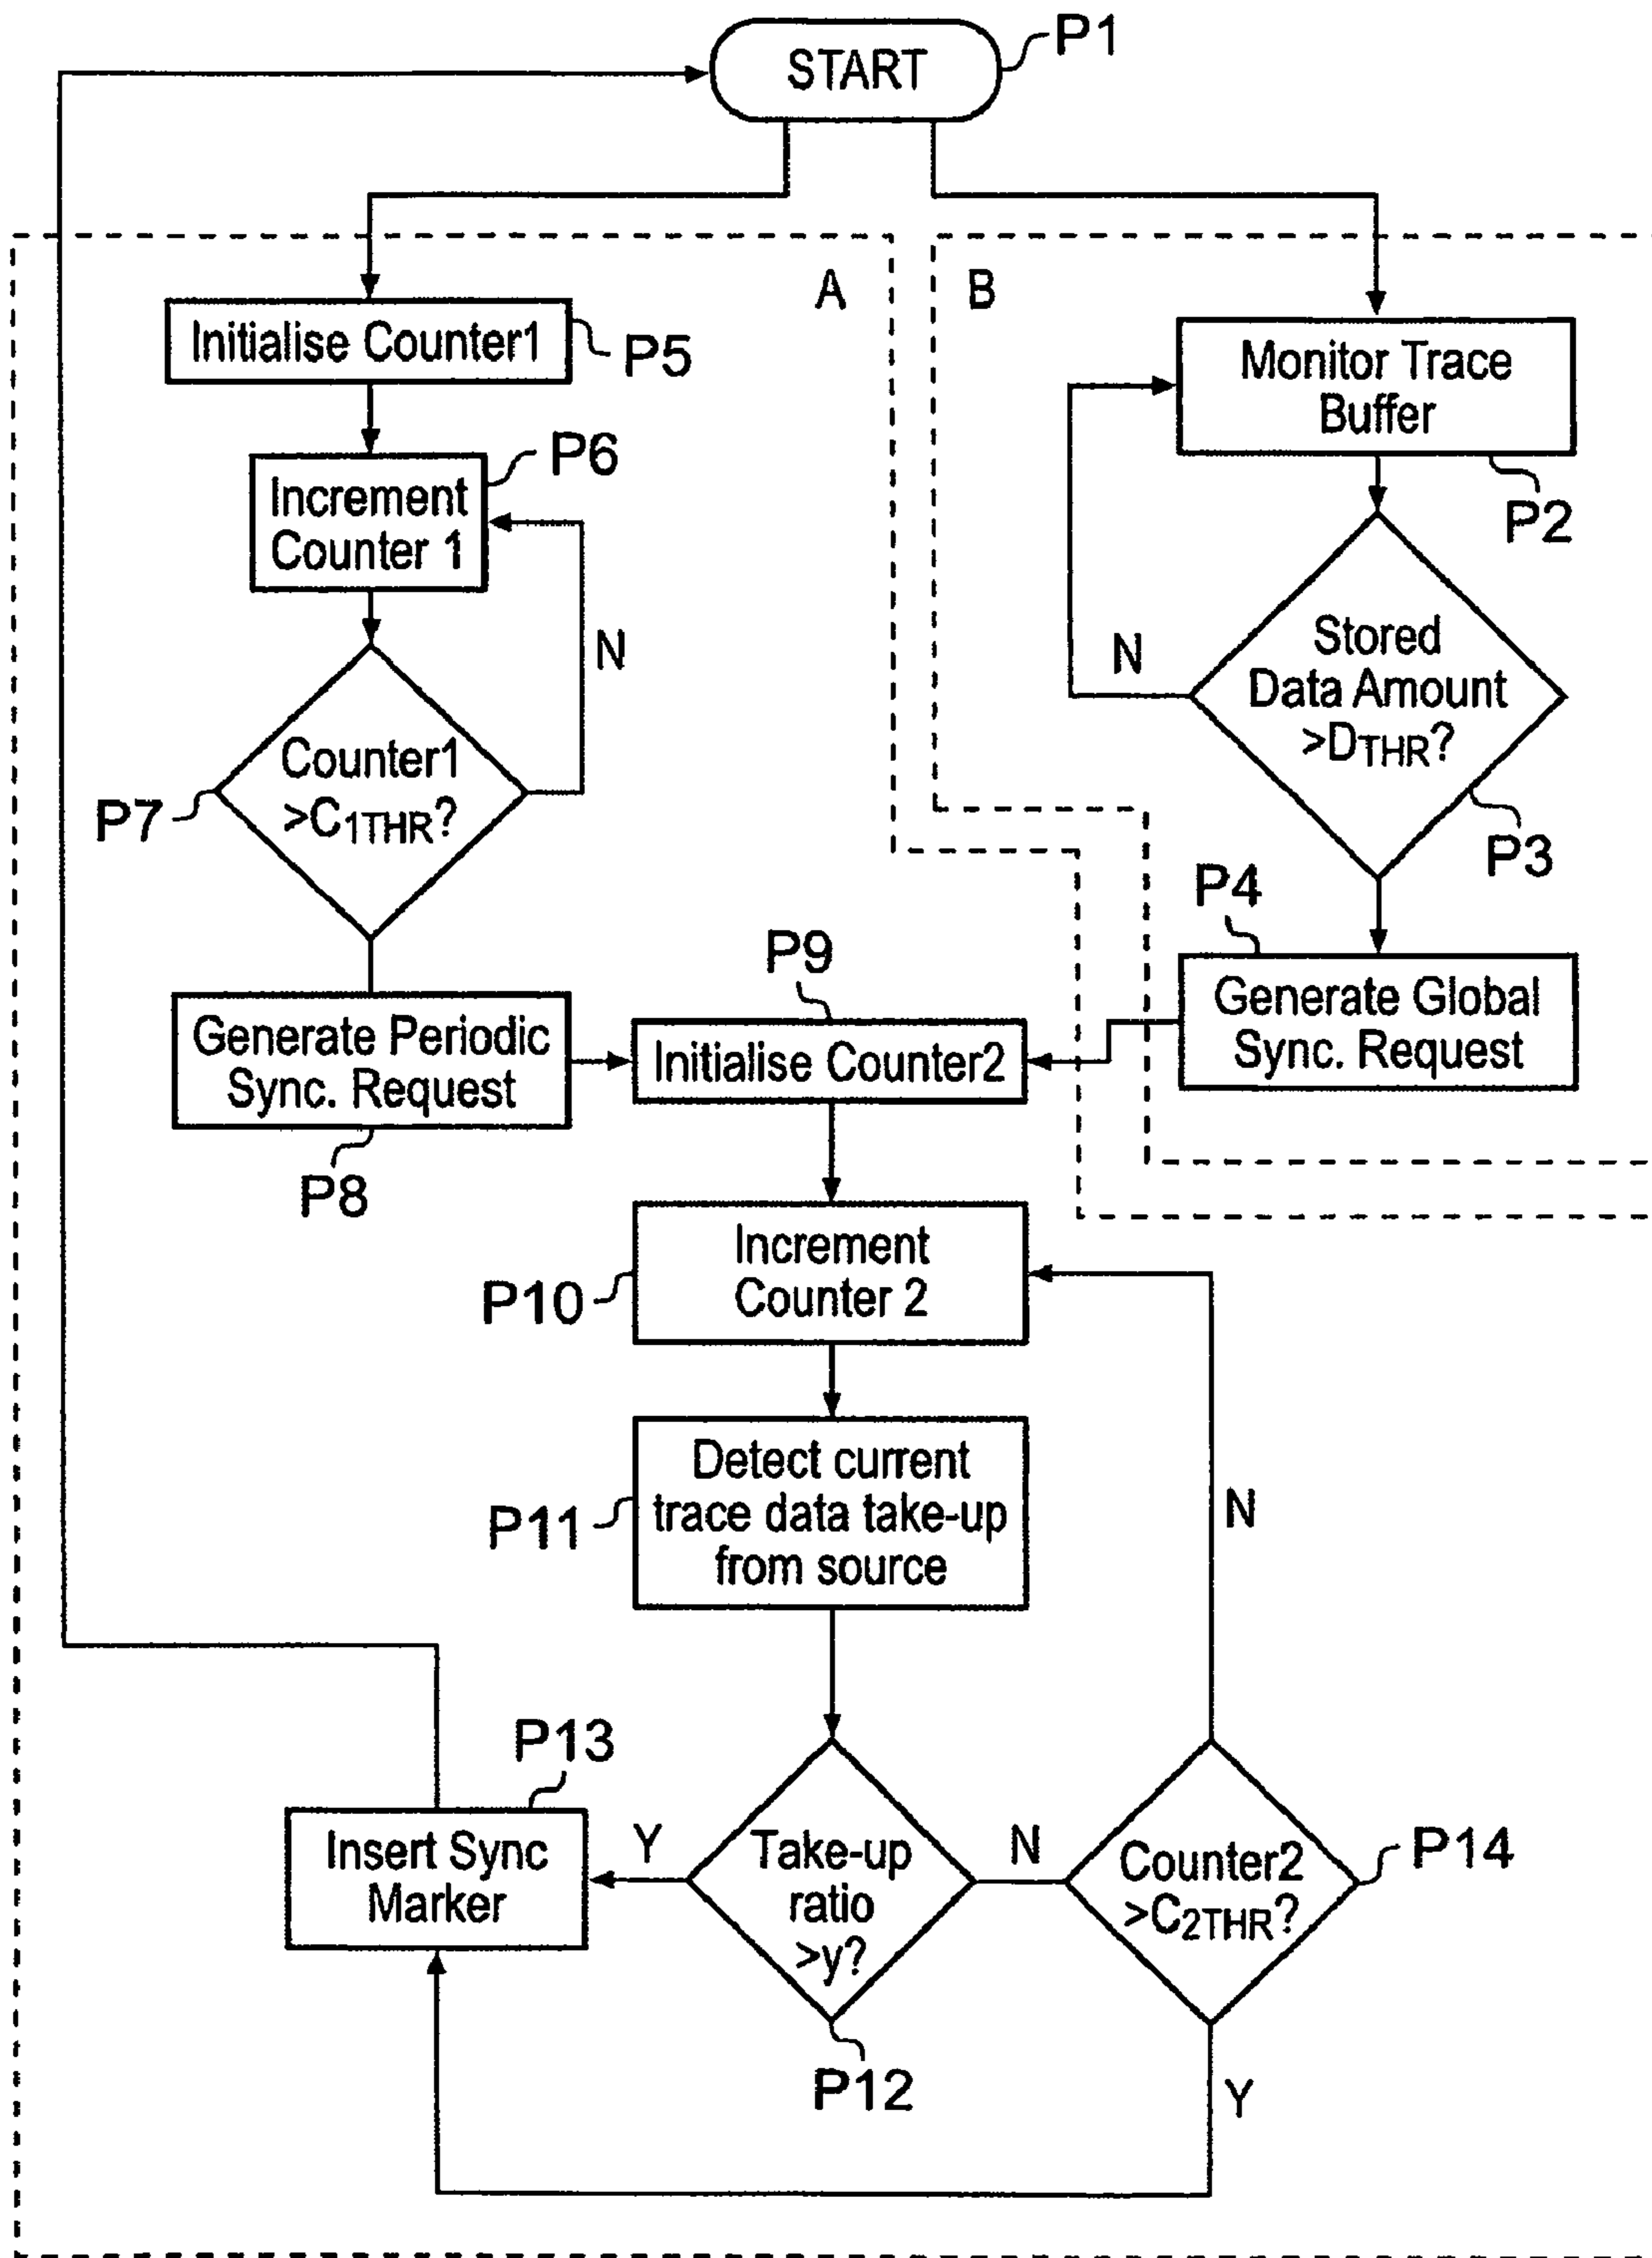 START
P1
A
B
Initialise Counter1
P5
Monitor Trace
Buffer
P2
Increment
Counter 1
P6
N
Stored
Data Amount
>DTHR?
N
P3
Counter1
>C1THR?
P7
P4
Generate Global
Sync. Request
P9
Generate Periodic
Sync. Request
P8
Initialise Counter2
Increment
Counter 2
P10
Detect current
trace data take-up
from source
P11
N
P13
Insert Sync
Marker
Y
Take-up
ratio
>y?
N
Counter2
>C2THR?
P14
P12
Y